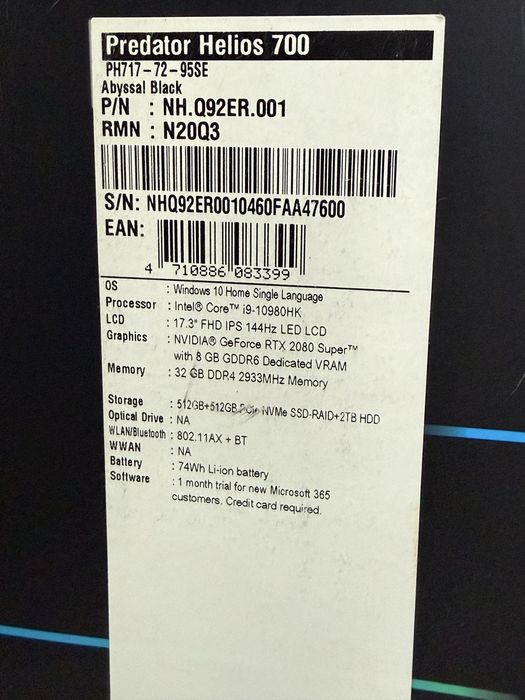 Predator Helios 700
PH717-72-95SE
Abyssal Black
P/N : NH.Q92ER.001
RMN : N20Q3
S/N: NHQ92ER0010460FAA47600
EAN:
4 710886 083399
OS : Windows 10 Home Single Language
Processor : Intel® Core™ i9-10980HK
LCD : 17.3" FHD IPS 144Hz LED LCD
Graphics : NVIDIA® GeForce RTX 2080 Super™
with 8 GB GDDR6 Dedicated VRAM
Memory : 32 GB DDR4 2933MHz Memory
Storage : 512GB+512GB PCIe NVMe SSD-RAID+2TB HDD
Optical Drive : NA
WLAN/Bluetooth : 802.11AX + BT
WWAN : NA
Battery : 74Wh Li-ion battery
Software : 1 month trial for new Microsoft 365
customers. Credit card required.